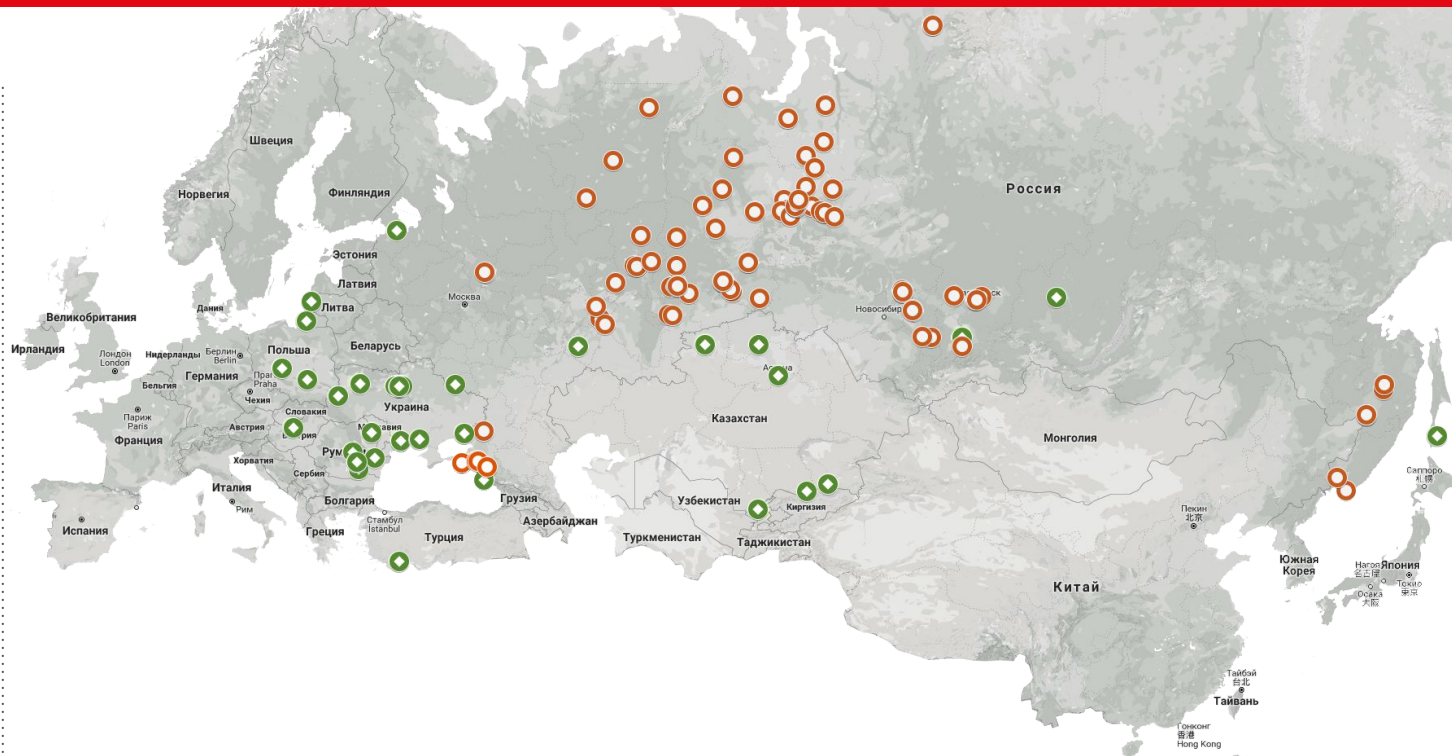 Швеция
Норвегия
Финляндия
Россия
Эстония
Латвия
Литва
Москва
Дания
Великобритания
Новосибир
Ирландия
Лондон
London
Нидерланды
Берлин
Berlin
Польша
Беларусь
Германия
Бельгия
Praha
Чехия
Украина
Словакия
Париж
Paris
Франция
Австрия
Казахстан
Монголия
Хорватия
Сербия
Саппоро
札幌
Италия
Рим
Болгария
Грузия
Узбекистан
Киргизия
Пекин
北京
Испания
Греция
Стамбул
İstanbul
Турция
Азербайджан
Туркменистан
Таджикистан
Южная
Корея
Нагоя
名古屋
Япония
Токио
東京
Осака
大阪
Китай
Тайбэй
台北
Тайвань
Гонконг
香港
Hong Kong